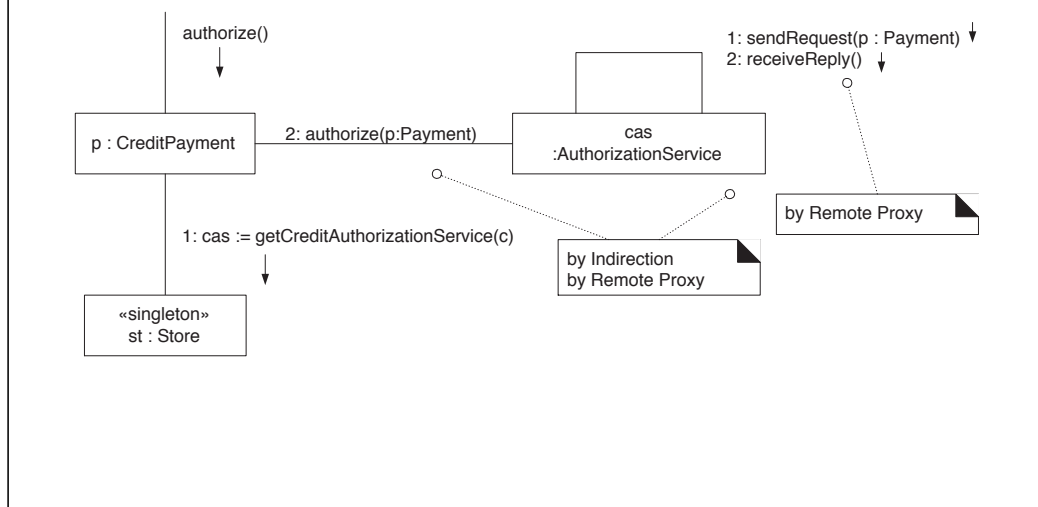 authorize()
1: sendRequest(p : Payment)
2: receiveReply()
p : CreditPayment
2: authorize(p:Payment)
cas
:AuthorizationService
by Remote Proxy
1: cas := getCreditAuthorizationService(c)
by Indirection
by Remote Proxy
«singleton»
st : Store